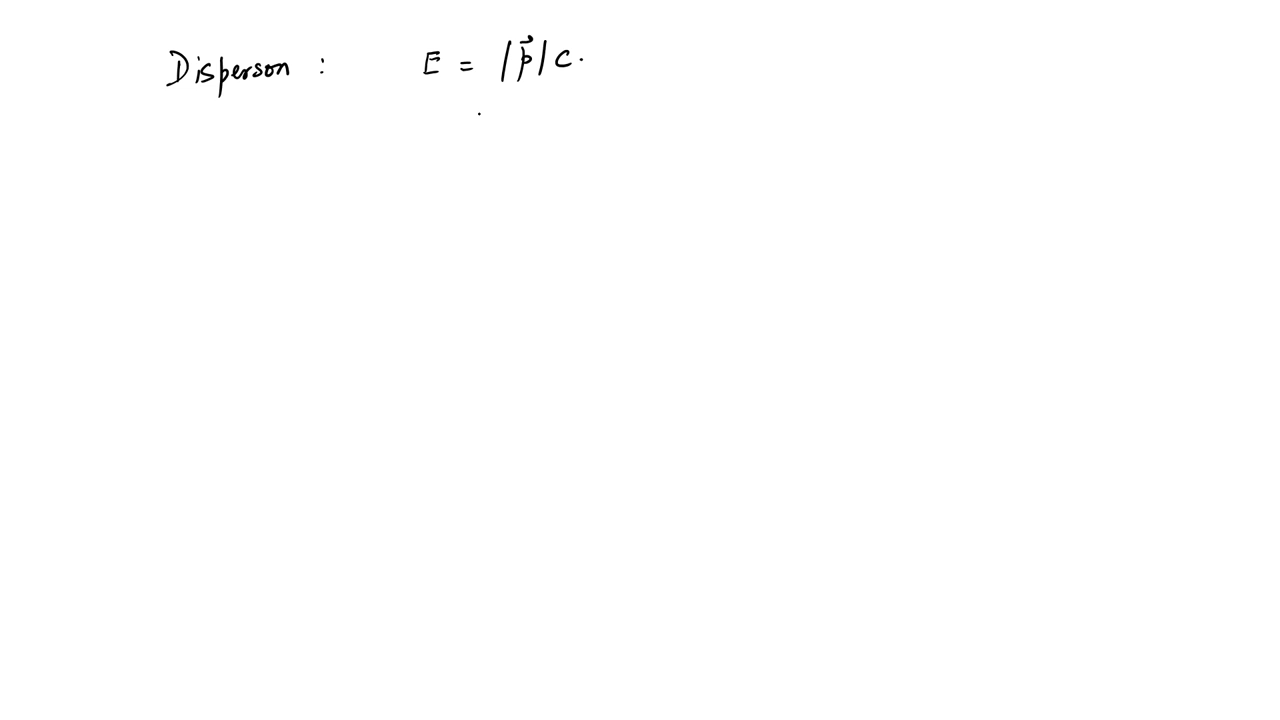 Disperson : E = |p⃗| c.